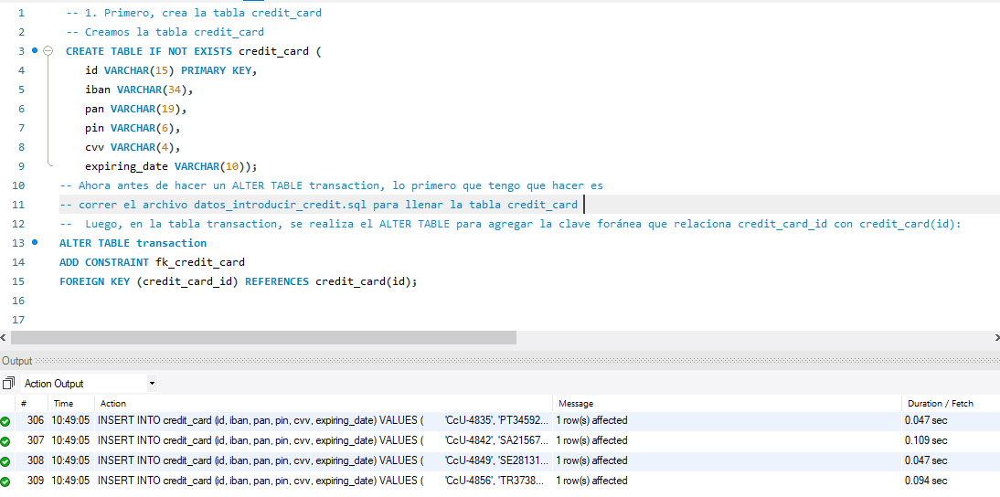 1 -- 1. Primero, crea la tabla credit_card
2 -- Creamos la tabla credit_card
3 CREATE TABLE IF NOT EXISTS credit_card (
4 id VARCHAR(15) PRIMARY KEY,
5 iban VARCHAR(34),
6 pan VARCHAR(19),
7 pin VARCHAR(6),
8 cvv VARCHAR(4),
9 expiring_date VARCHAR(10));
10 -- Ahora antes de hacer un ALTER TABLE transaction, lo primero que tengo que hacer es
11 -- correr el archivo datos_introducir_credit.sql para llenar la tabla credit_card
12 -- Luego, en la tabla transaction, se realiza el ALTER TABLE para agregar la clave foránea que relaciona credit_card_id con credit_card(id):
13 ALTER TABLE transaction
14 ADD CONSTRAINT fk_credit_card
15 FOREIGN KEY (credit_card_id) REFERENCES credit_card(id);
16
17
Output
Action Output
# Time Action Message Duration / Fetch
306 10:49:05 INSERT INTO credit_card (id, iban, pan, pin, cvv, expiring_date) VALUES ( 'CcU-4835', 'PT34592... 1 row(s) affected 0.047 sec
307 10:49:05 INSERT INTO credit_card (id, iban, pan, pin, cvv, expiring_date) VALUES ( 'CcU-4842', 'SA21567... 1 row(s) affected 0.109 sec
308 10:49:05 INSERT INTO credit_card (id, iban, pan, pin, cvv, expiring_date) VALUES ( 'CcU-4849', 'SE28131... 1 row(s) affected 0.047 sec
309 10:49:05 INSERT INTO credit_card (id, iban, pan, pin, cvv, expiring_date) VALUES ( 'CcU-4856', 'TR3738... 1 row(s) affected 0.094 sec